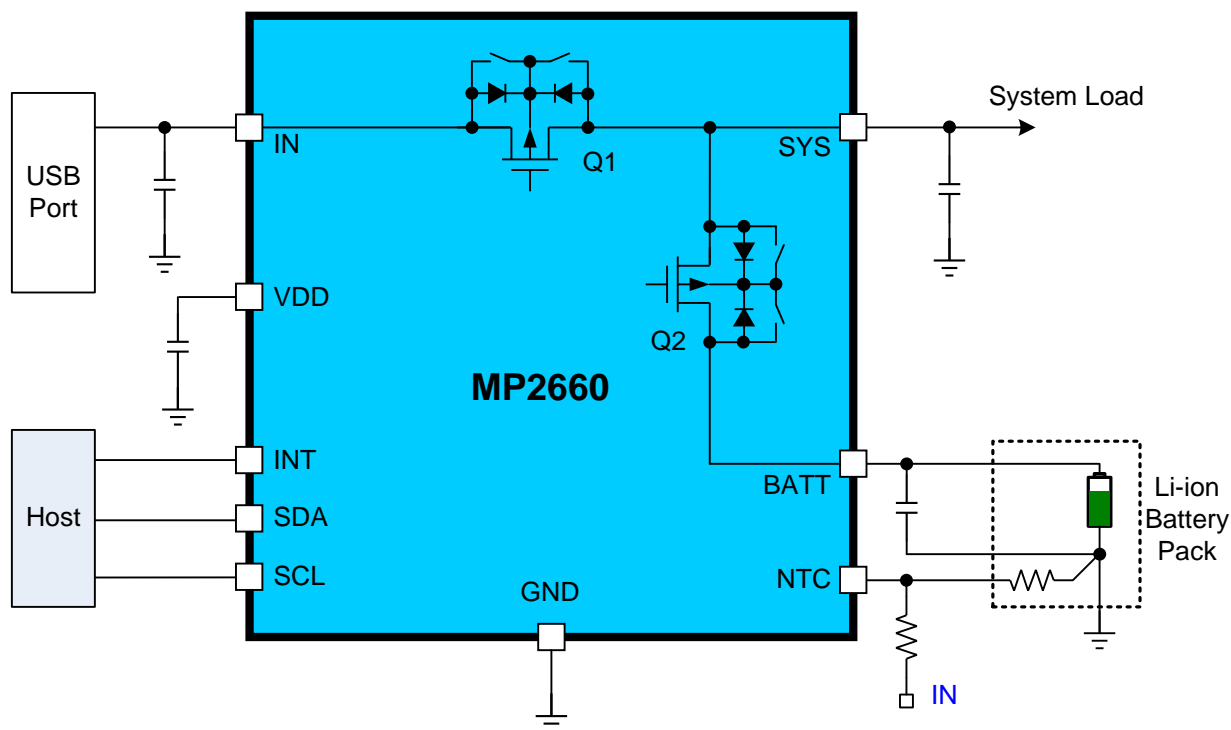 System Load
USB
Port
IN
Q1
SYS
VDD
Q2
MP2660
Host
INT
SDA
SCL
BATT
Li-ion
Battery
Pack
NTC
GND
IN